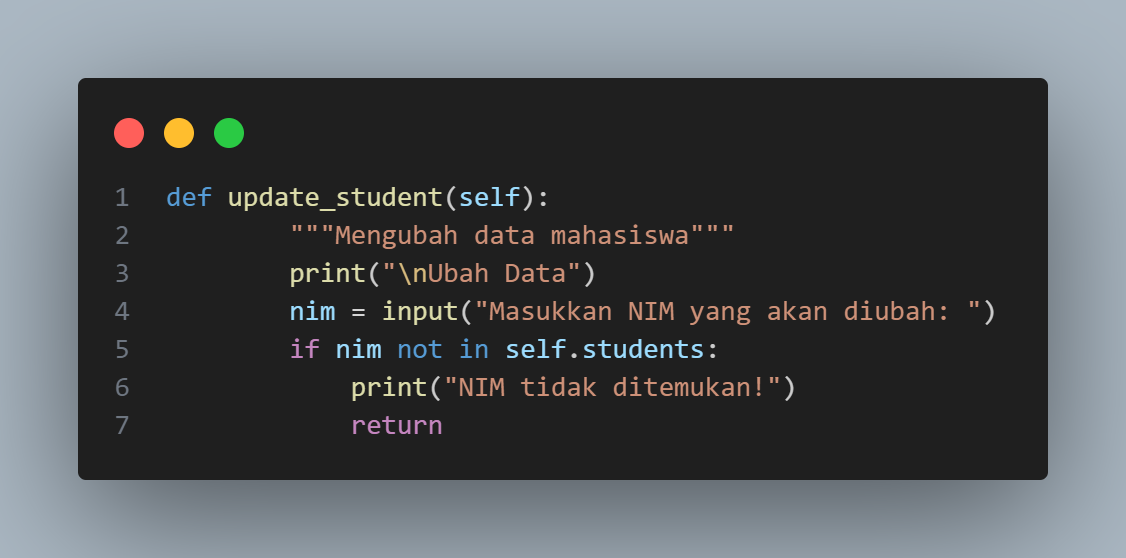 1 def update_student(self):
2         """Mengubah data mahasiswa"""
3         print("\nUbah Data")
4         nim = input("Masukkan NIM yang akan diubah: ")
5         if nim not in self.students:
6             print("NIM tidak ditemukan!")
7             return